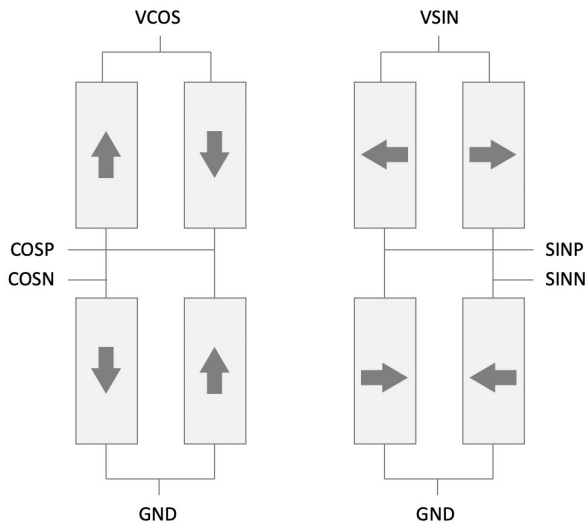 VCOS
VSIN
COSP
COSN
SINP
SINN
GND
GND